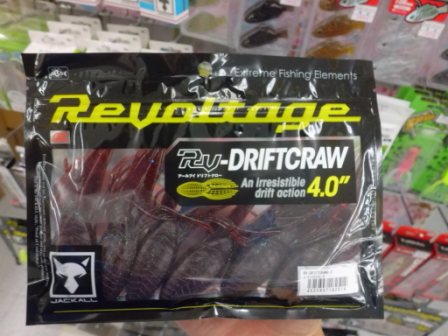 Extreme Fishing Elements
Revoltage
RV-DRIFTCRAW
アールブイ ドリフトクロー
An irresistible
drift action
4.0"
JACKALL